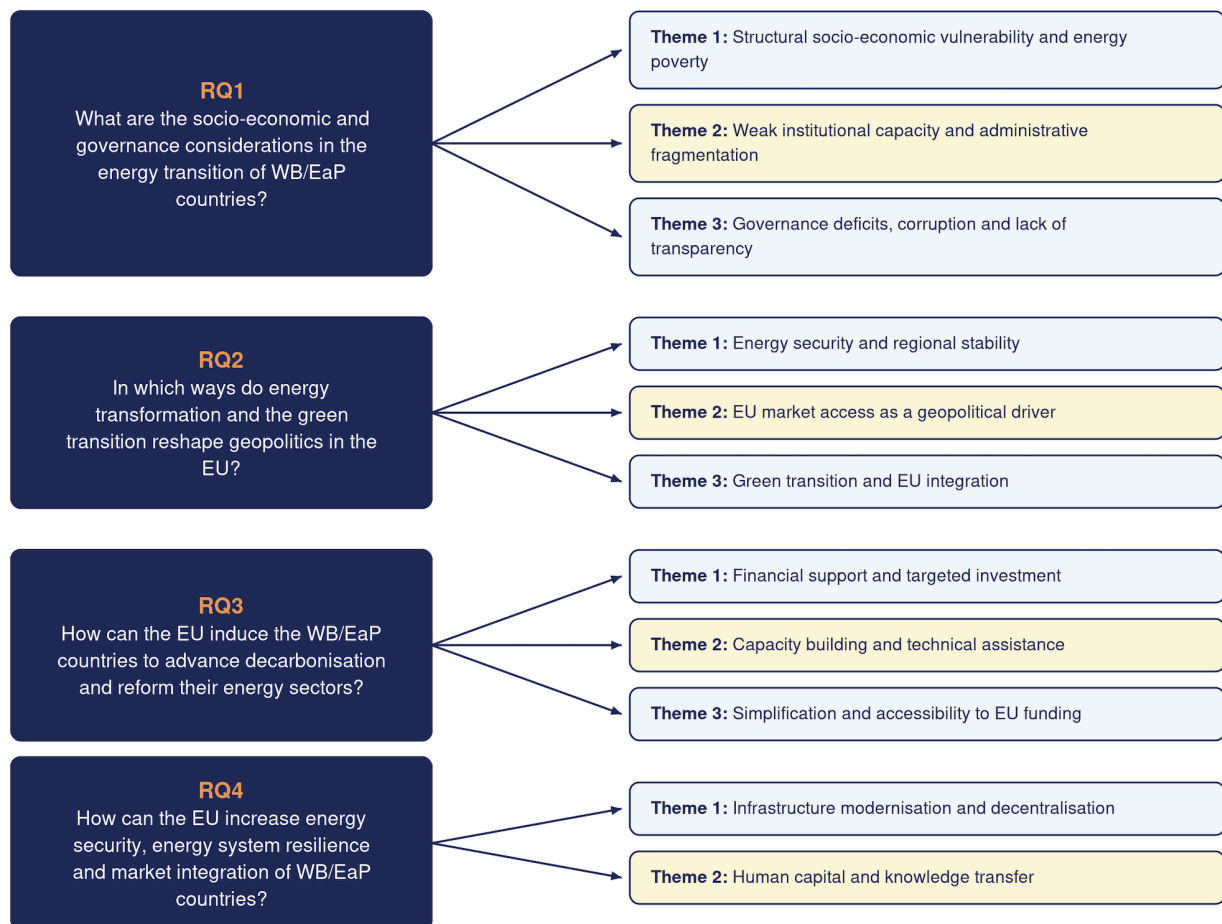 RQ1
What are the socio-economic and
governance considerations in the
energy transition of WB/EaP
countries?
Theme 1: Structural socio-economic vulnerability and energy
poverty
Theme 2: Weak institutional capacity and administrative
fragmentation
Theme 3: Governance deficits, corruption and lack of
transparency
RQ2
In which ways do energy
transformation and the green
transition reshape geopolitics in the
EU?
Theme 1: Energy security and regional stability
Theme 2: EU market access as a geopolitical driver
Theme 3: Green transition and EU integration
RQ3
How can the EU induce the WB/EaP
countries to advance decarbonisation
and reform their energy sectors?
Theme 1: Financial support and targeted investment
Theme 2: Capacity building and technical assistance
Theme 3: Simplification and accessibility to EU funding
RQ4
How can the EU increase energy
security, energy system resilience
and market integration of WB/EaP
countries?
Theme 1: Infrastructure modernisation and decentralisation
Theme 2: Human capital and knowledge transfer